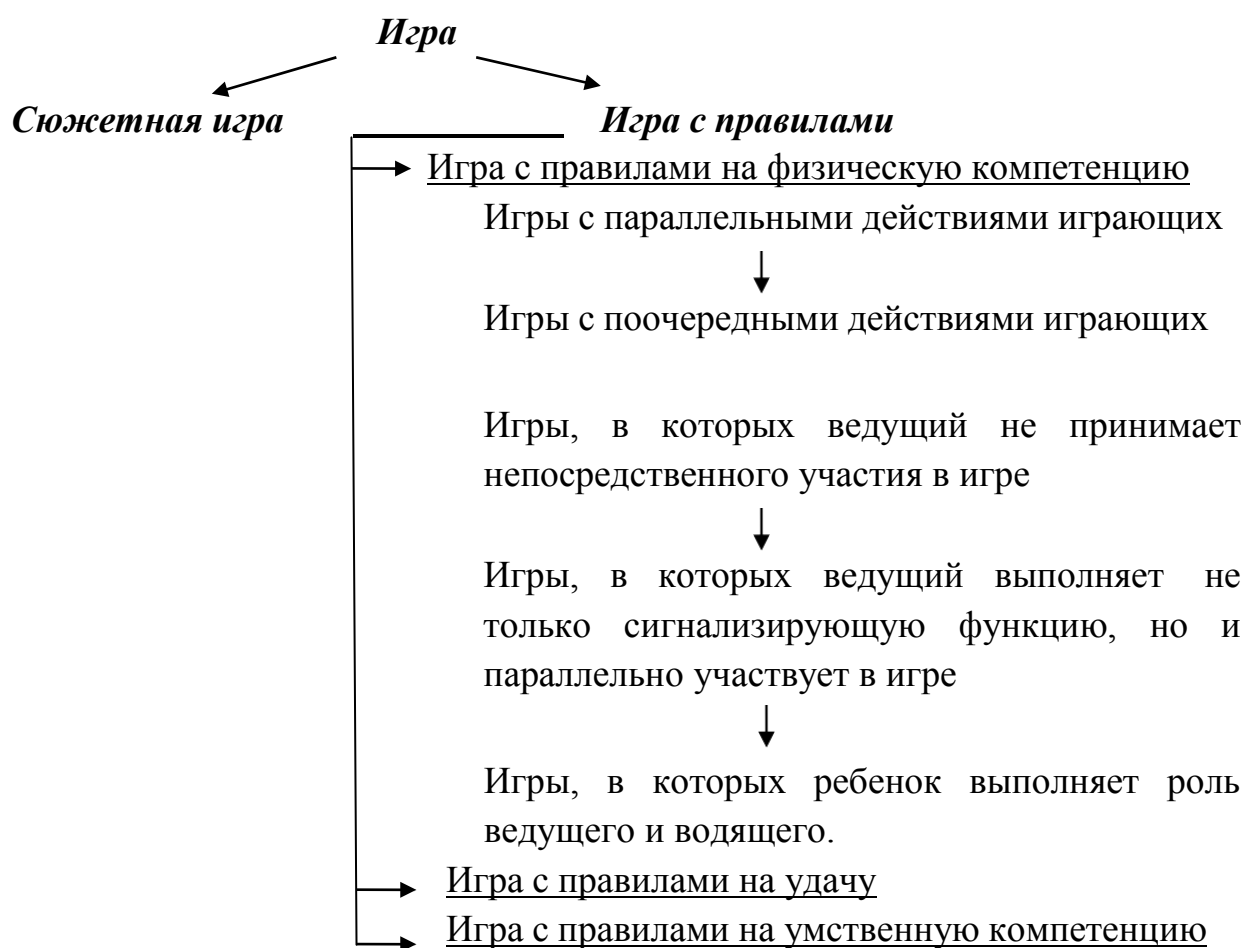 Игра
Сюжетная игра
Игра с правилами
Игра с правилами на физическую компетенцию
Игры с параллельными действиями играющих
Игры с поочередными действиями играющих
Игры, в которых ведущий не принимает
непосредственного участия в игре
Игры, в которых ведущий выполняет не
только сигнализирующую функцию, но и
параллельно участвует в игре
Игры, в которых ребенок выполняет роль
ведущего и водящего.
Игра с правилами на удачу
Игра с правилами на умственную компетенцию